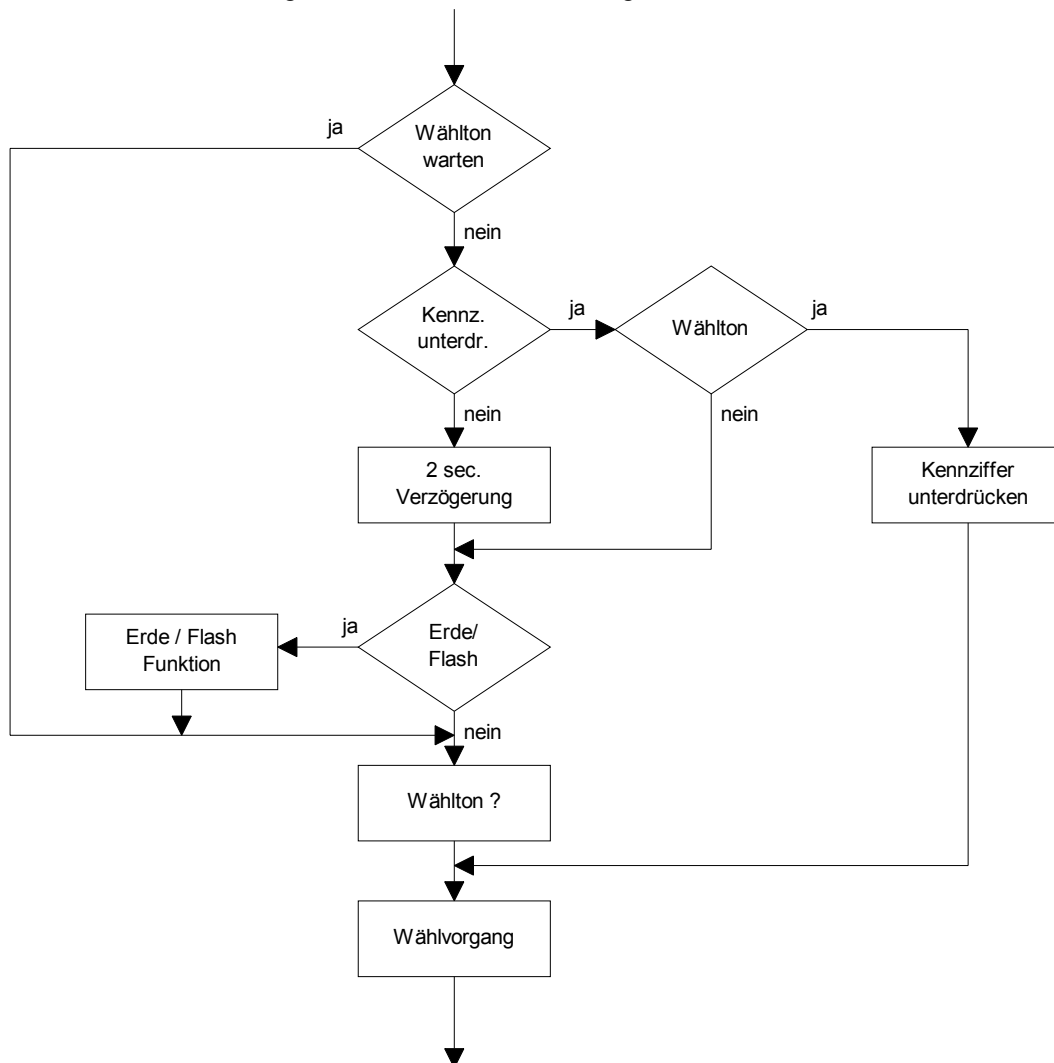 Wählton
warten
ja
nein
Kennz.
unterdr.
ja
Wählton
ja
nein
nein
2 sec.
Verzögerung
Kennziffer
unterdrücken
Erde / Flash
Funktion
ja
Erde/
Flash
nein
Wählton ?
Wählvorgang